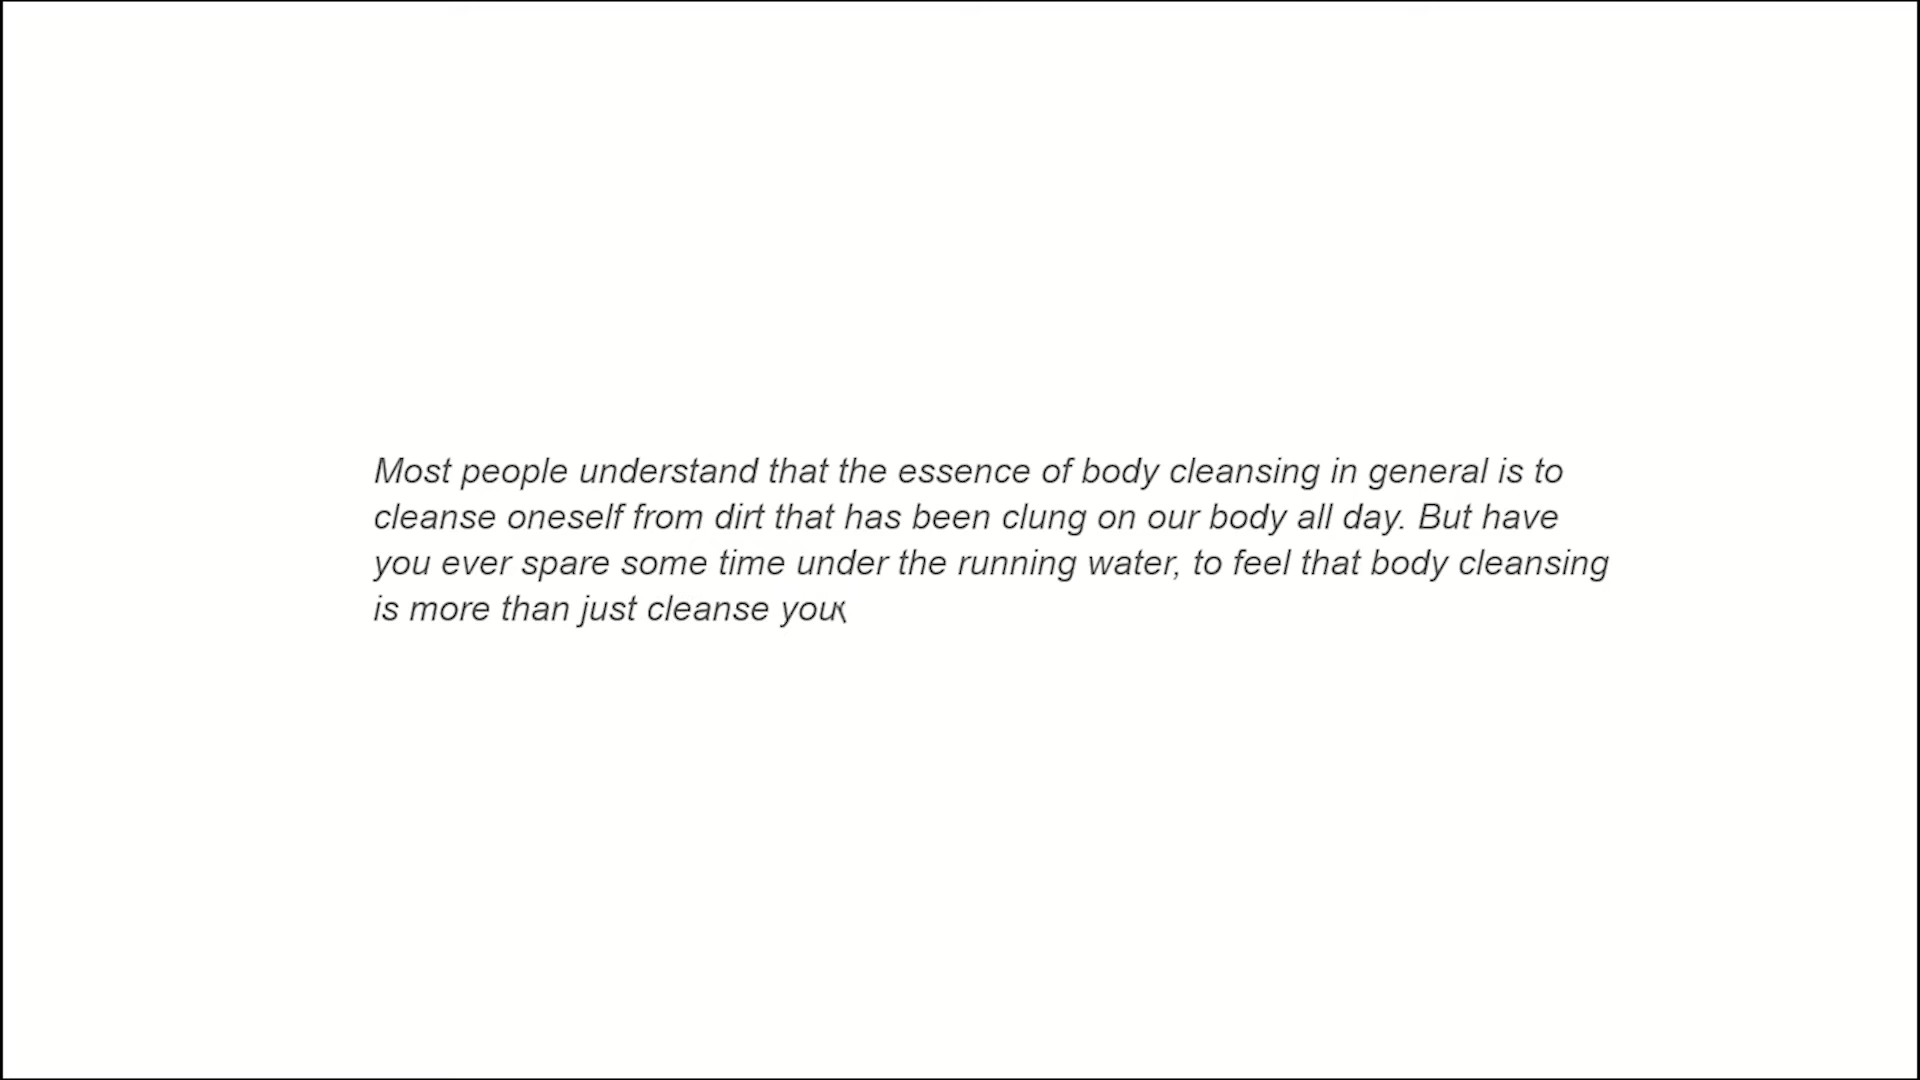 Most people understand that the essence of body cleansing in general is to
cleanse oneself from dirt that has been clung on our body all day. But have
you ever spare some time under the running water, to feel that body cleansing
is more than just cleanse you